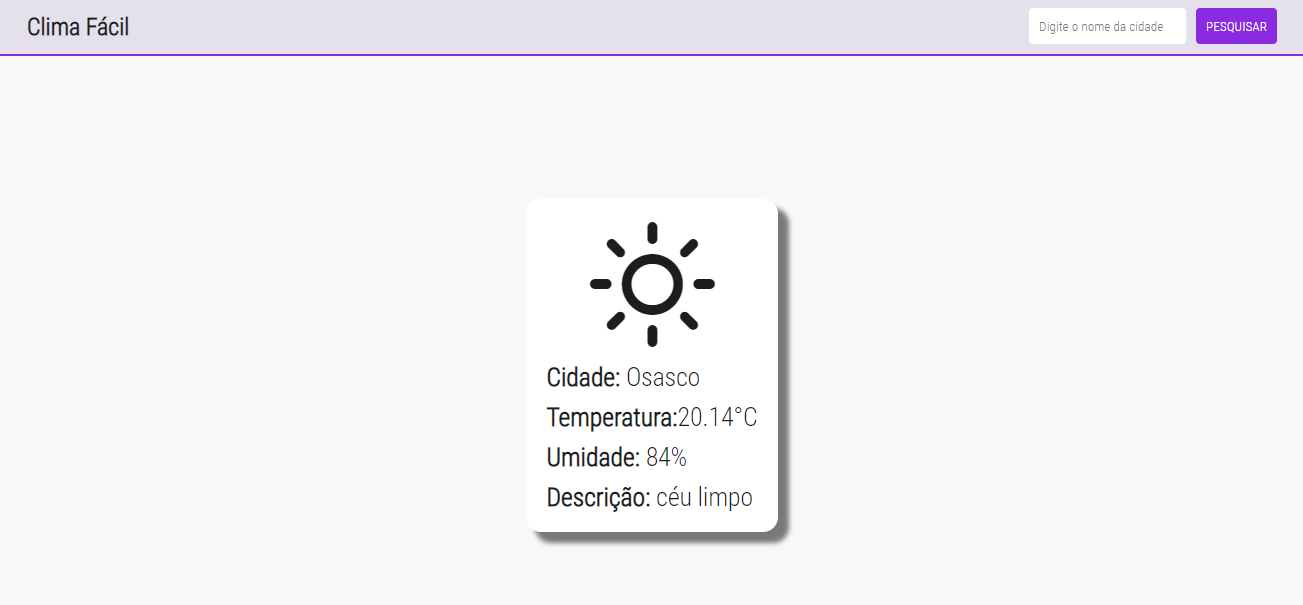 Clima Fácil
Digite o nome da cidade
PESQUISAR
Cidade: Osasco
Temperatura:20.14°C
Umidade: 84%
Descrição: céu limpo